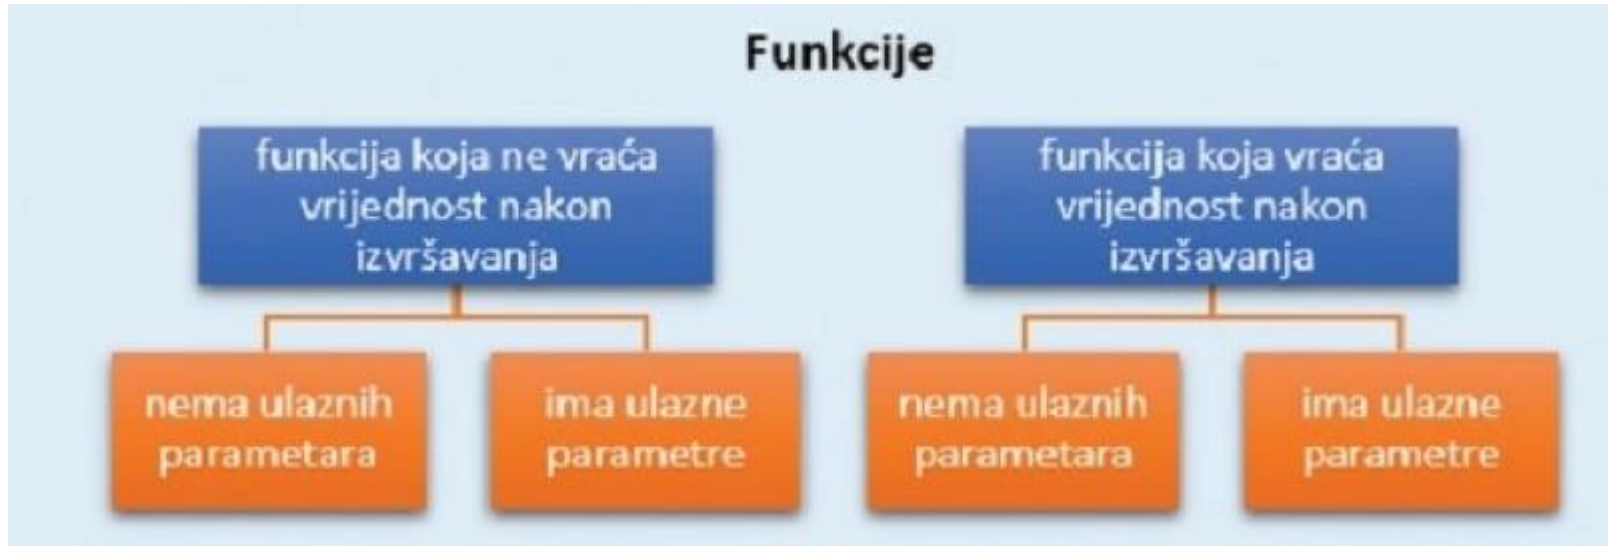 Funkcije
funkcija koja ne vraća
vrijednost nakon
izvršavanja
funkcija koja vraća
vrijednost nakon
izvršavanja
nema ulaznih
parametara
ima ulazne
parametre
nema ulaznih
parametara
ima ulazne
parametre